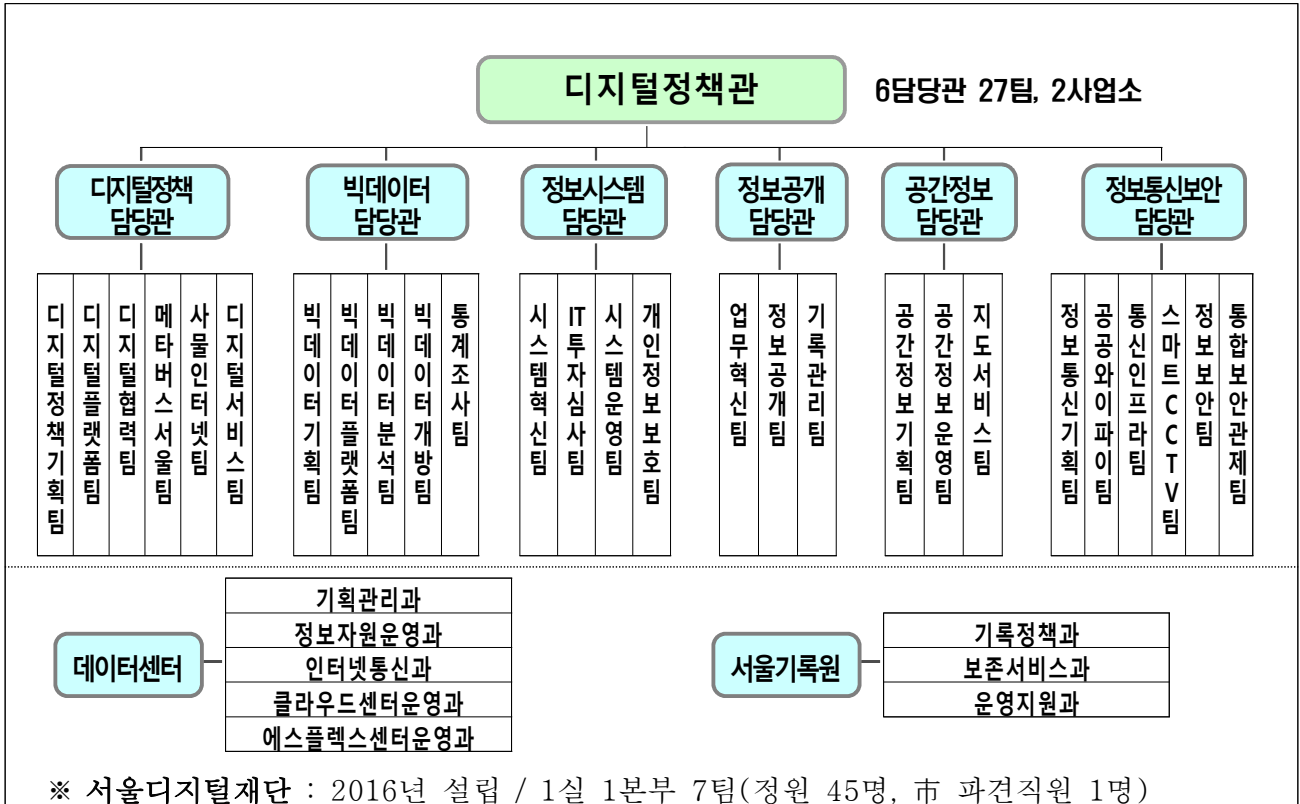 디지털정책관
6담당관 27팀, 2사업소
디지털정책
담당관
빅데이터
담당관
정보시스템
담당관
정보공개
담당관
공간정보
담당관
정보통신보안
담당관
디지털정책기획팀
디지털플랫폼팀
디지털협력팀
메타버스서울팀
사물인터넷팀
디지털서비스팀
빅데이터기획팀
빅데이터플랫폼팀
빅데이터분석팀
빅데이터개방팀
통계조사팀
시스템혁신팀
IT투자심사팀
시스템운영팀
개인정보보호팀
업무혁신팀
정보공개팀
기록관리팀
공간정보기획팀
공간정보운영팀
지도서비스팀
정보통신기획팀
공공와이파이팀
통신인프라팀
스마트CCTV팀
정보보안팀
통합보안관제팀
데이터센터
기획관리과
정보자원운영과
인터넷통신과
클라우드센터운영과
에스플렉스센터운영과
서울기록원
기록정책과
보존서비스과
운영지원과
※ 서울디지털재단 : 2016년 설립 / 1실 1본부 7팀(정원 45명, 市 파견직원 1명)